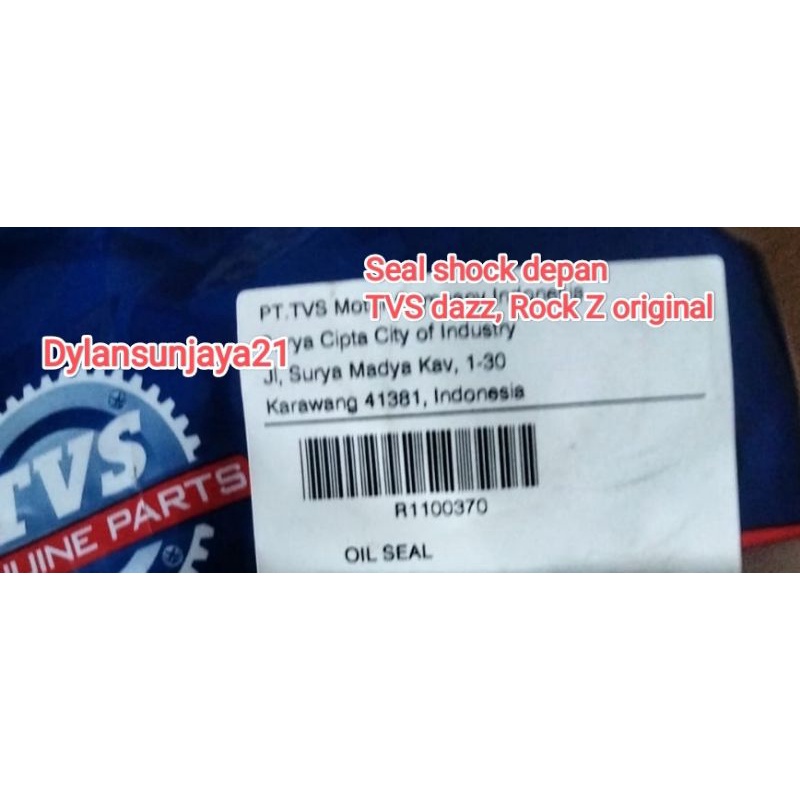 Seal shock depan
TVS dazz, Rock Z original
Dylansunjaya21
PT.TVS Indonesia
Cipta City of Industry
Jl, Surya Madya Kav, 1-30
Karawang 41381, Indonesia
R1100370
OIL SEAL
TVS
PARTS